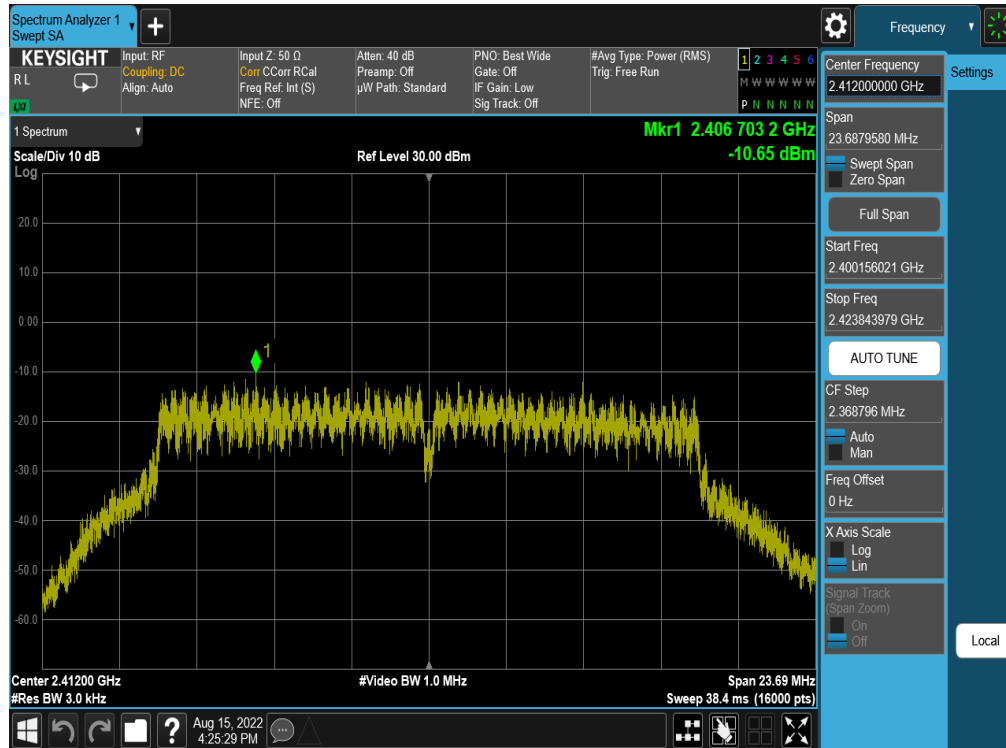 Spectrum Analyzer 1
Swept SA
+
Frequency
KEYSIGHT
R L
LXI
Input: RF
Coupling: DC
Align: Auto
Input Z: 50 Ω
Corr CCorr RCal
Freq Ref: Int (S)
NFE: Off
Atten: 40 dB
Preamp: Off
µW Path: Standard
PNO: Best Wide
Gate: Off
IF Gain: Low
Sig Track: Off
#Avg Type: Power (RMS)
Trig: Free Run
1 2 3 4 5 6
M W W W W W
P N N N N N
1 Spectrum
Scale/Div 10 dB
Log
Ref Level 30.00 dBm
Mkr1 2.406 703 2 GHz
-10.65 dBm
20.0
10.0
0.00
-10.0
-20.0
-30.0
-40.0
-50.0
-60.0
1
Center 2.41200 GHz
#Res BW 3.0 kHz
#Video BW 1.0 MHz
Span 23.69 MHz
Sweep 38.4 ms (16000 pts)
Aug 15, 2022
4:25:29 PM
?
Center Frequency
2.412000000 GHz
Span
23.6879580 MHz
Swept Span
Zero Span
Full Span
Start Freq
2.400156021 GHz
Stop Freq
2.423843979 GHz
AUTO TUNE
CF Step
2.368796 MHz
Auto
Man
Freq Offset
0 Hz
X Axis Scale
Log
Lin
Signal Track
(Span Zoom)
On
Off
Settings
Local